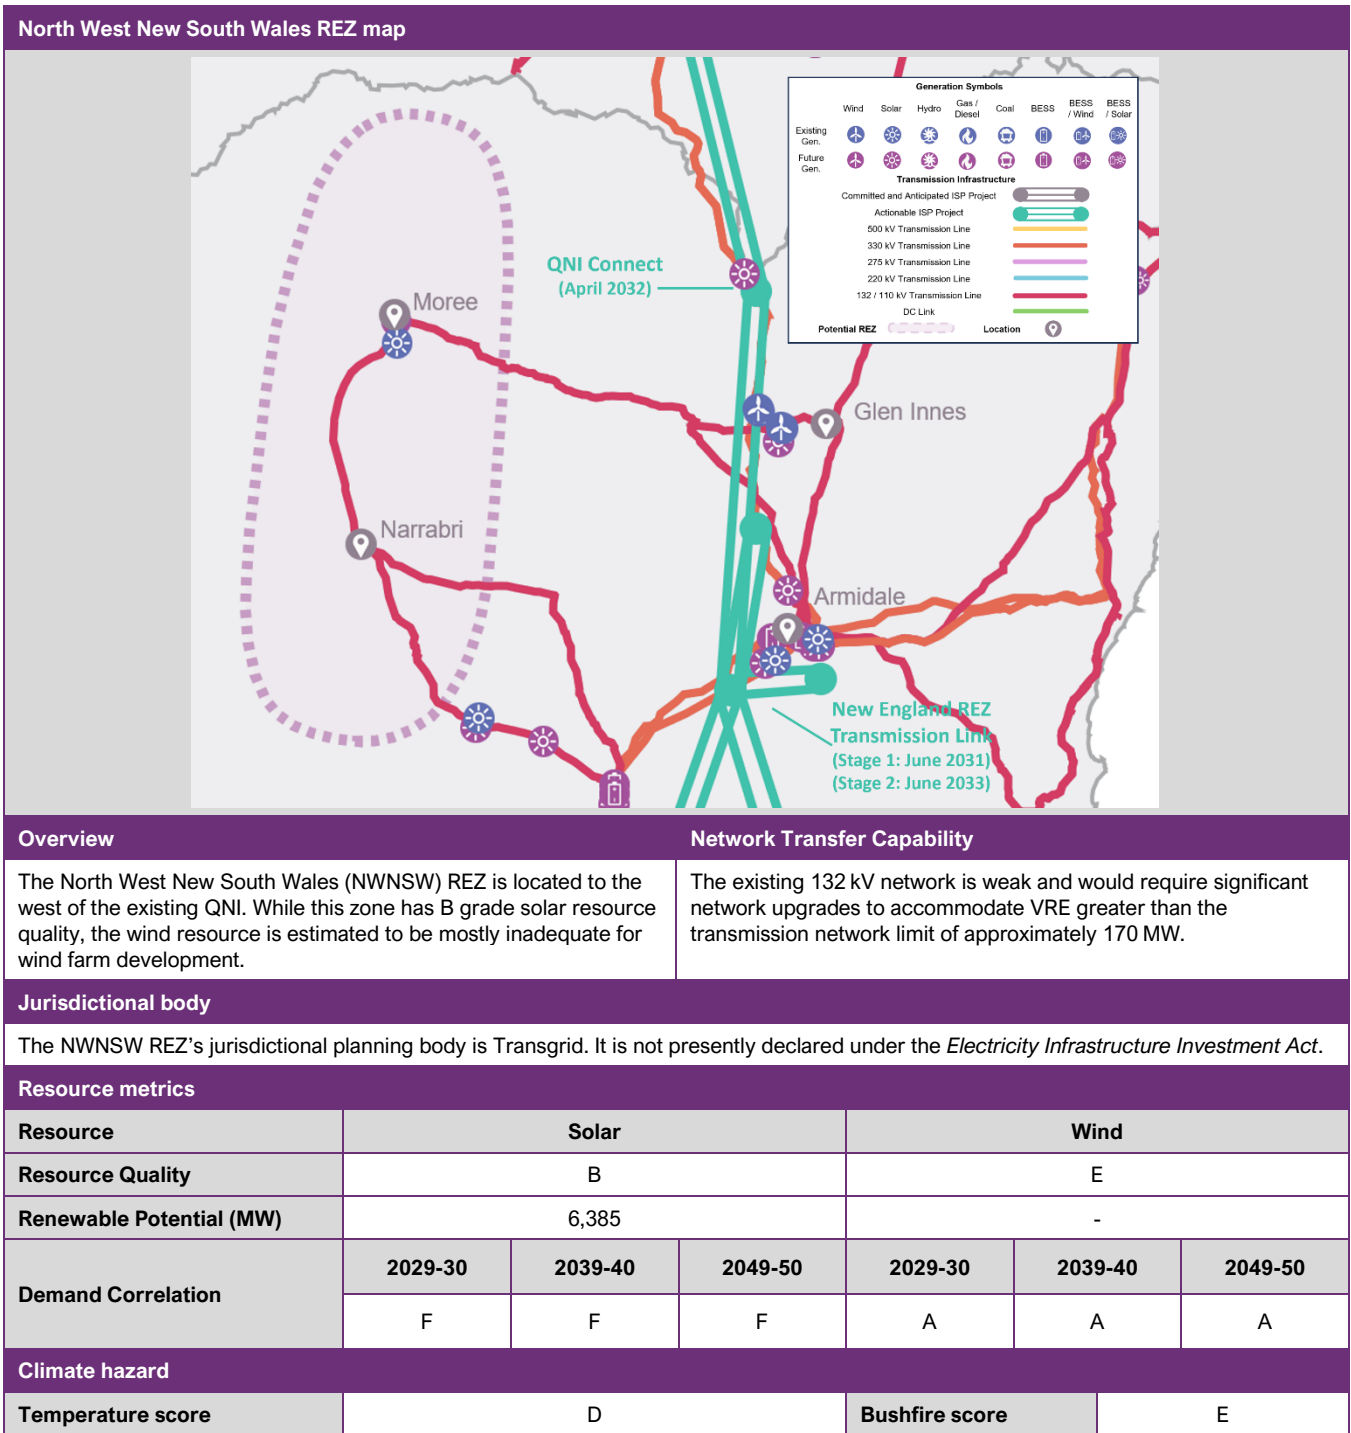 North West New South Wales REZ map
Generation Symbols
Wind Solar Hydro Gas / Diesel Coal BESS BESS / Wind BESS / Solar
Existing Gen.
Future Gen.
Transmission Infrastructure
Committed and Anticipated ISP Project
Actionable ISP Project
500 kV Transmission Line
330 kV Transmission Line
275 kV Transmission Line
220 kV Transmission Line
132 / 110 kV Transmission Line
DC Link
Potential REZ Location
QNI Connect
(April 2032)
Moree
Glen Innes
Narrabri
Armidale
New England REZ
Transmission Link
(Stage 1: June 2031)
(Stage 2: June 2033)
Overview
The North West New South Wales (NWNSW) REZ is located to the
west of the existing QNI. While this zone has B grade solar resource
quality, the wind resource is estimated to be mostly inadequate for
wind farm development.
Network Transfer Capability
The existing 132 kV network is weak and would require significant
network upgrades to accommodate VRE greater than the
transmission network limit of approximately 170 MW.
Jurisdictional body
The NWNSW REZ’s jurisdictional planning body is Transgrid. It is not presently declared under the Electricity Infrastructure Investment Act.
Resource metrics
Resource Solar Wind
Resource Quality B E
Renewable Potential (MW) 6,385 -
Demand Correlation 2029-30 2039-40 2049-50 2029-30 2039-40 2049-50
F F F A A A
Climate hazard
Temperature score D Bushfire score E